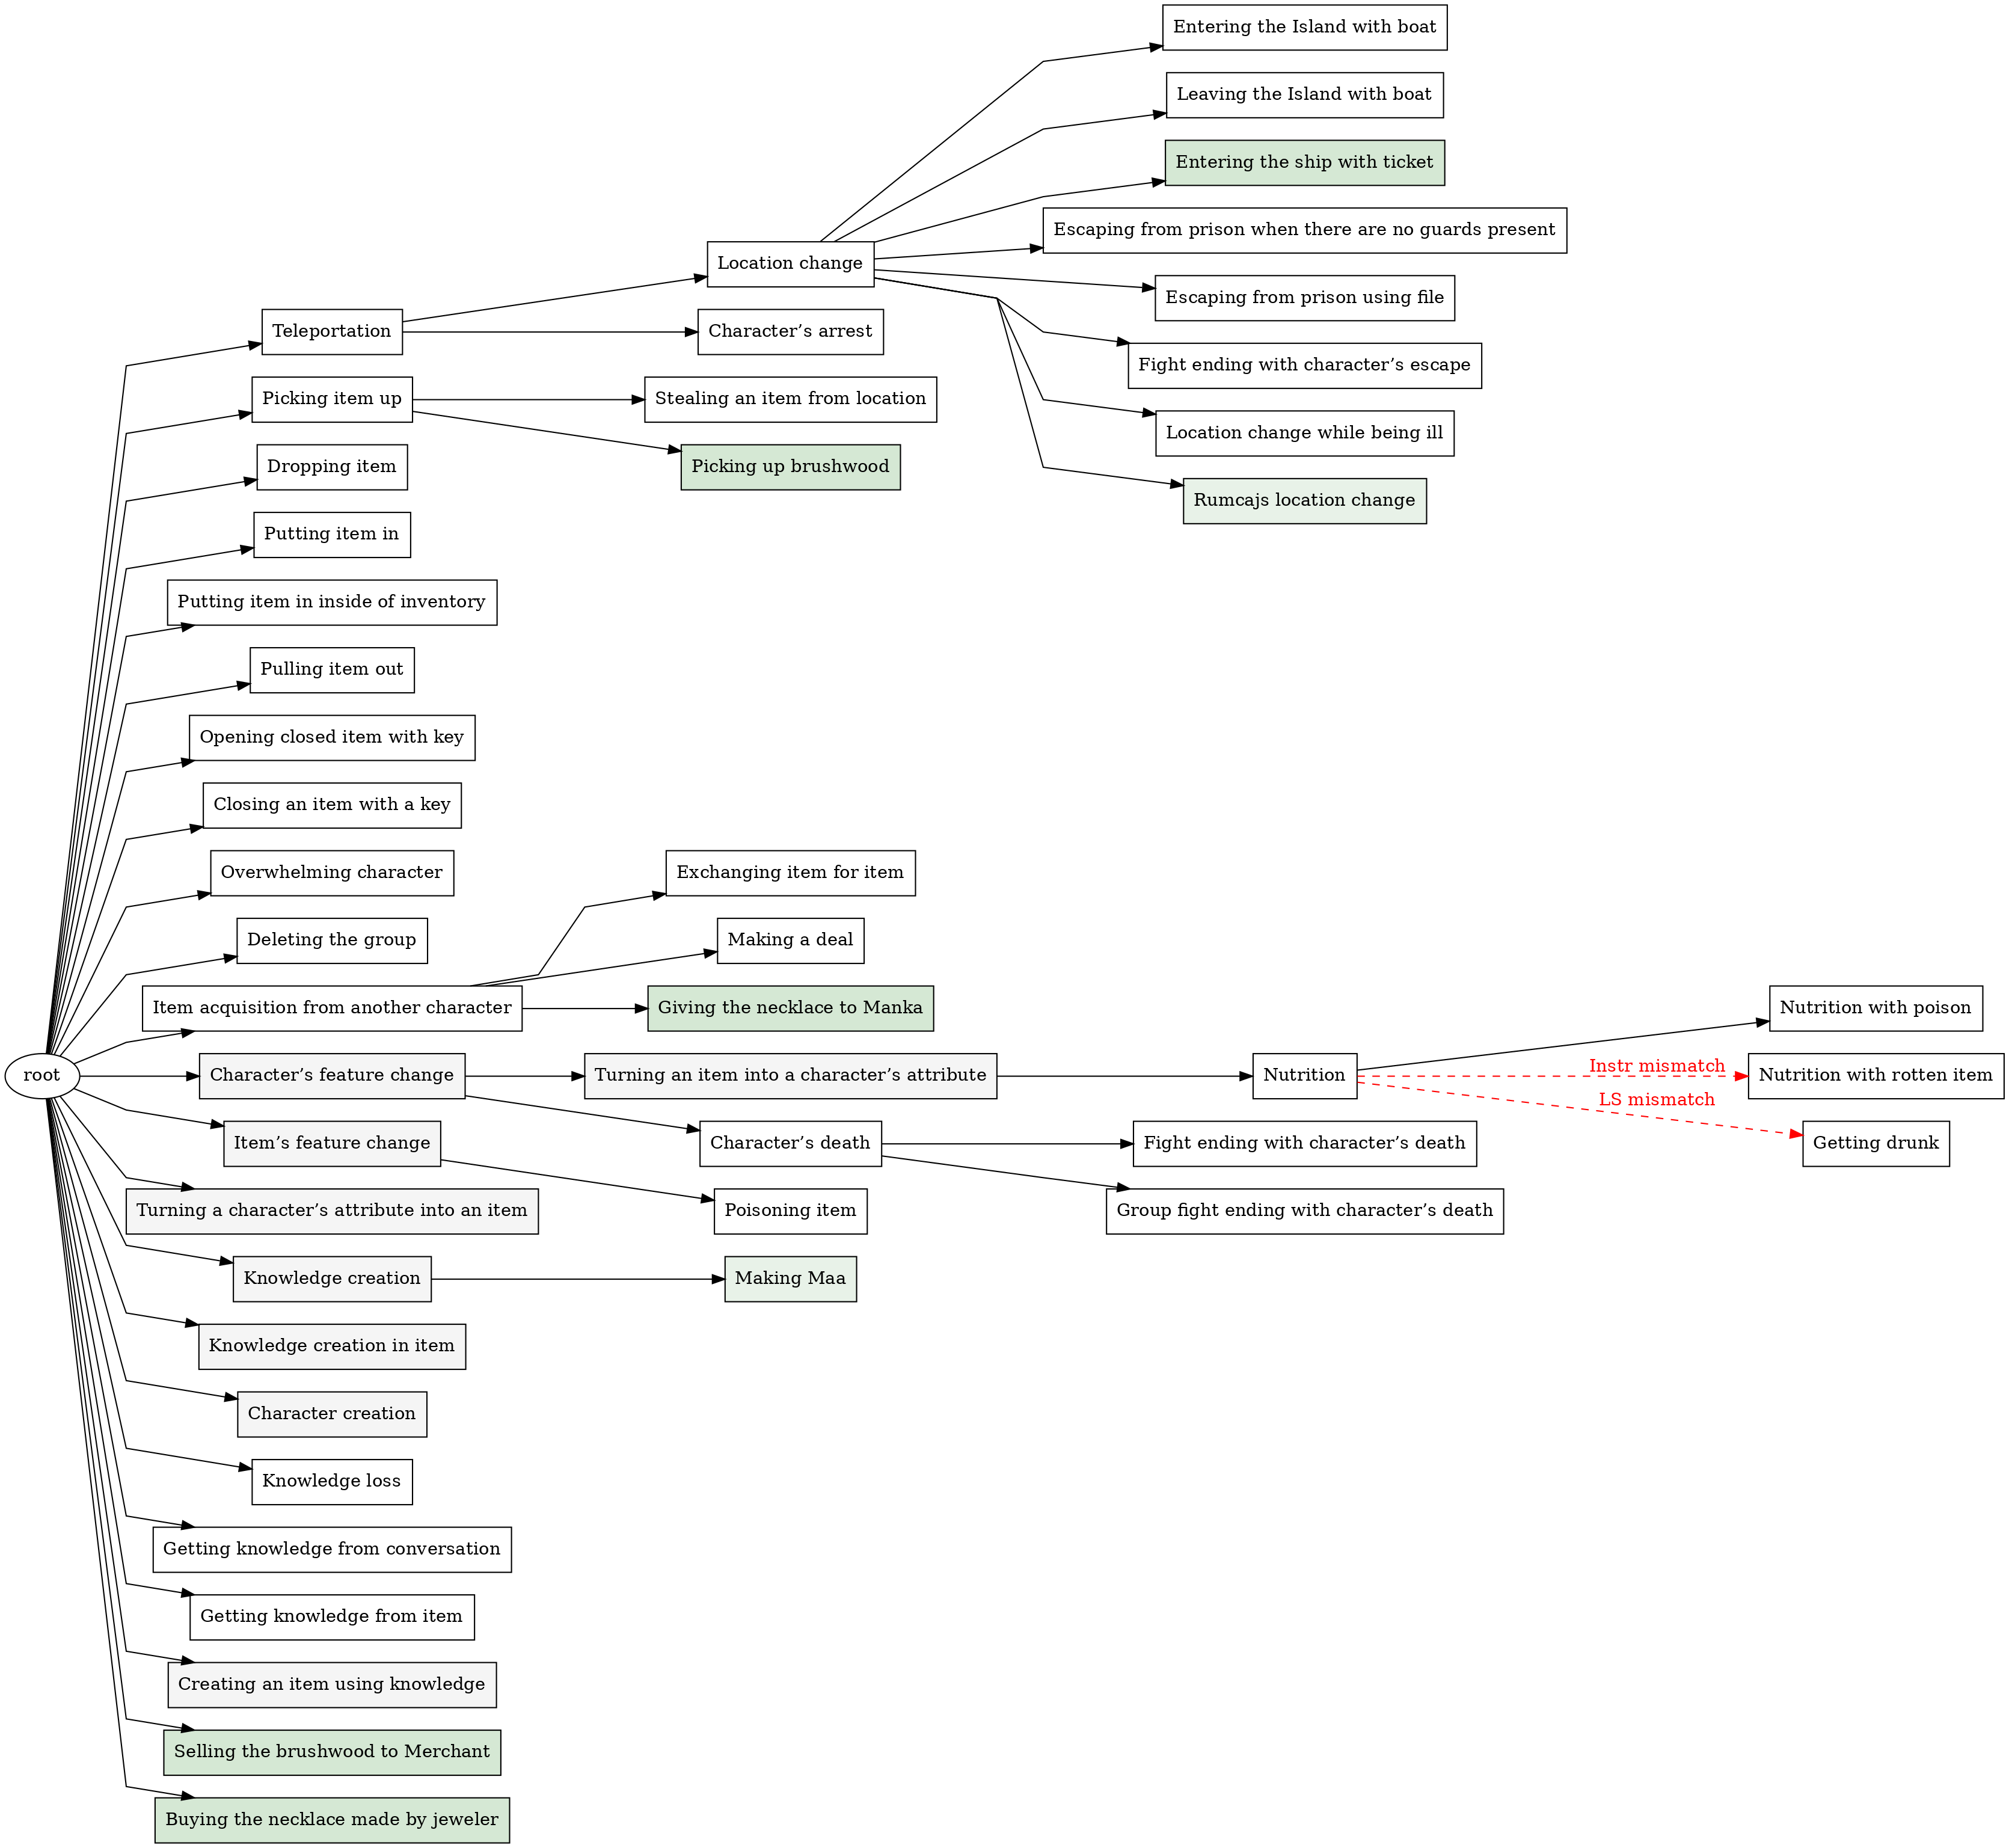 Entering the Island with boat
Leaving the Island with boat
Entering the ship with ticket
Escaping from prison when there are no guards present
Location change
Escaping from prison using file
Teleportation
Character’s arrest
Fight ending with character’s escape
Picking item up
Stealing an item from location
Location change while being ill
Dropping item
Picking up brushwood
Rumcajs location change
Putting item in
Putting item in inside of inventory
Pulling item out
Opening closed item with key
Closing an item with a key
Overwhelming character
Exchanging item for item
Deleting the group
Making a deal
Item acquisition from another character
Giving the necklace to Manka
Nutrition with poison
root
Character’s feature change
Turning an item into a character’s attribute
Nutrition
Instr mismatch
Nutrition with rotten item
LS mismatch
Item’s feature change
Character’s death
Fight ending with character’s death
Getting drunk
Turning a character’s attribute into an item
Poisoning item
Group fight ending with character’s death
Knowledge creation
Making Maa
Knowledge creation in item
Character creation
Knowledge loss
Getting knowledge from conversation
Getting knowledge from item
Creating an item using knowledge
Selling the brushwood to Merchant
Buying the necklace made by jeweler